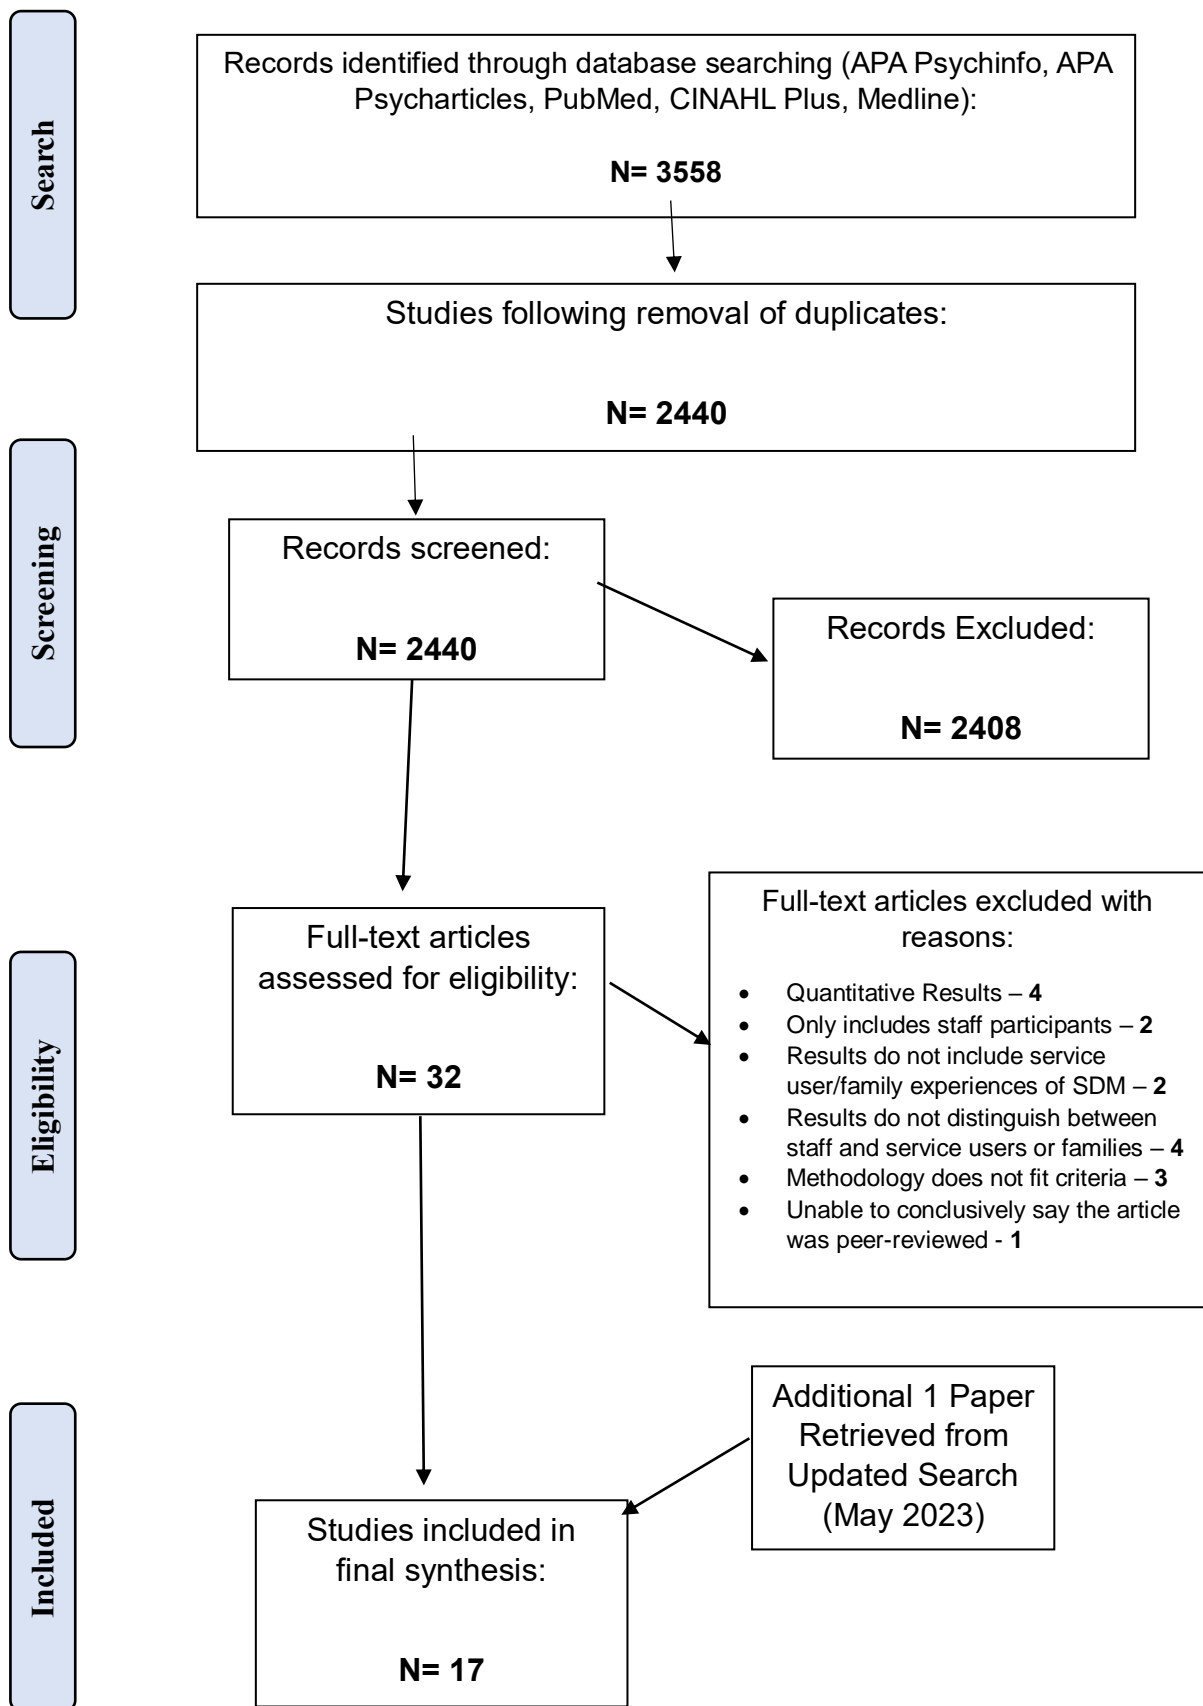 Search
Records identified through database searching (APA Psychinfo, APA
Psycharticles, PubMed, CINAHL Plus, Medline):
N= 3558
Studies following removal of duplicates:
N= 2440
Screening
Records screened:
N= 2440
Records Excluded:
N= 2408
Eligibility
Full-text articles
assessed for eligibility:
N= 32
Full-text articles excluded with
reasons:
• Quantitative Results – 4
• Only includes staff participants – 2
• Results do not include service
user/family experiences of SDM – 2
• Results do not distinguish between
staff and service users or families – 4
• Methodology does not fit criteria – 3
• Unable to conclusively say the article
was peer-reviewed - 1
Included
Additional 1 Paper
Retrieved from
Updated Search
(May 2023)
Studies included in
final synthesis:
N= 17